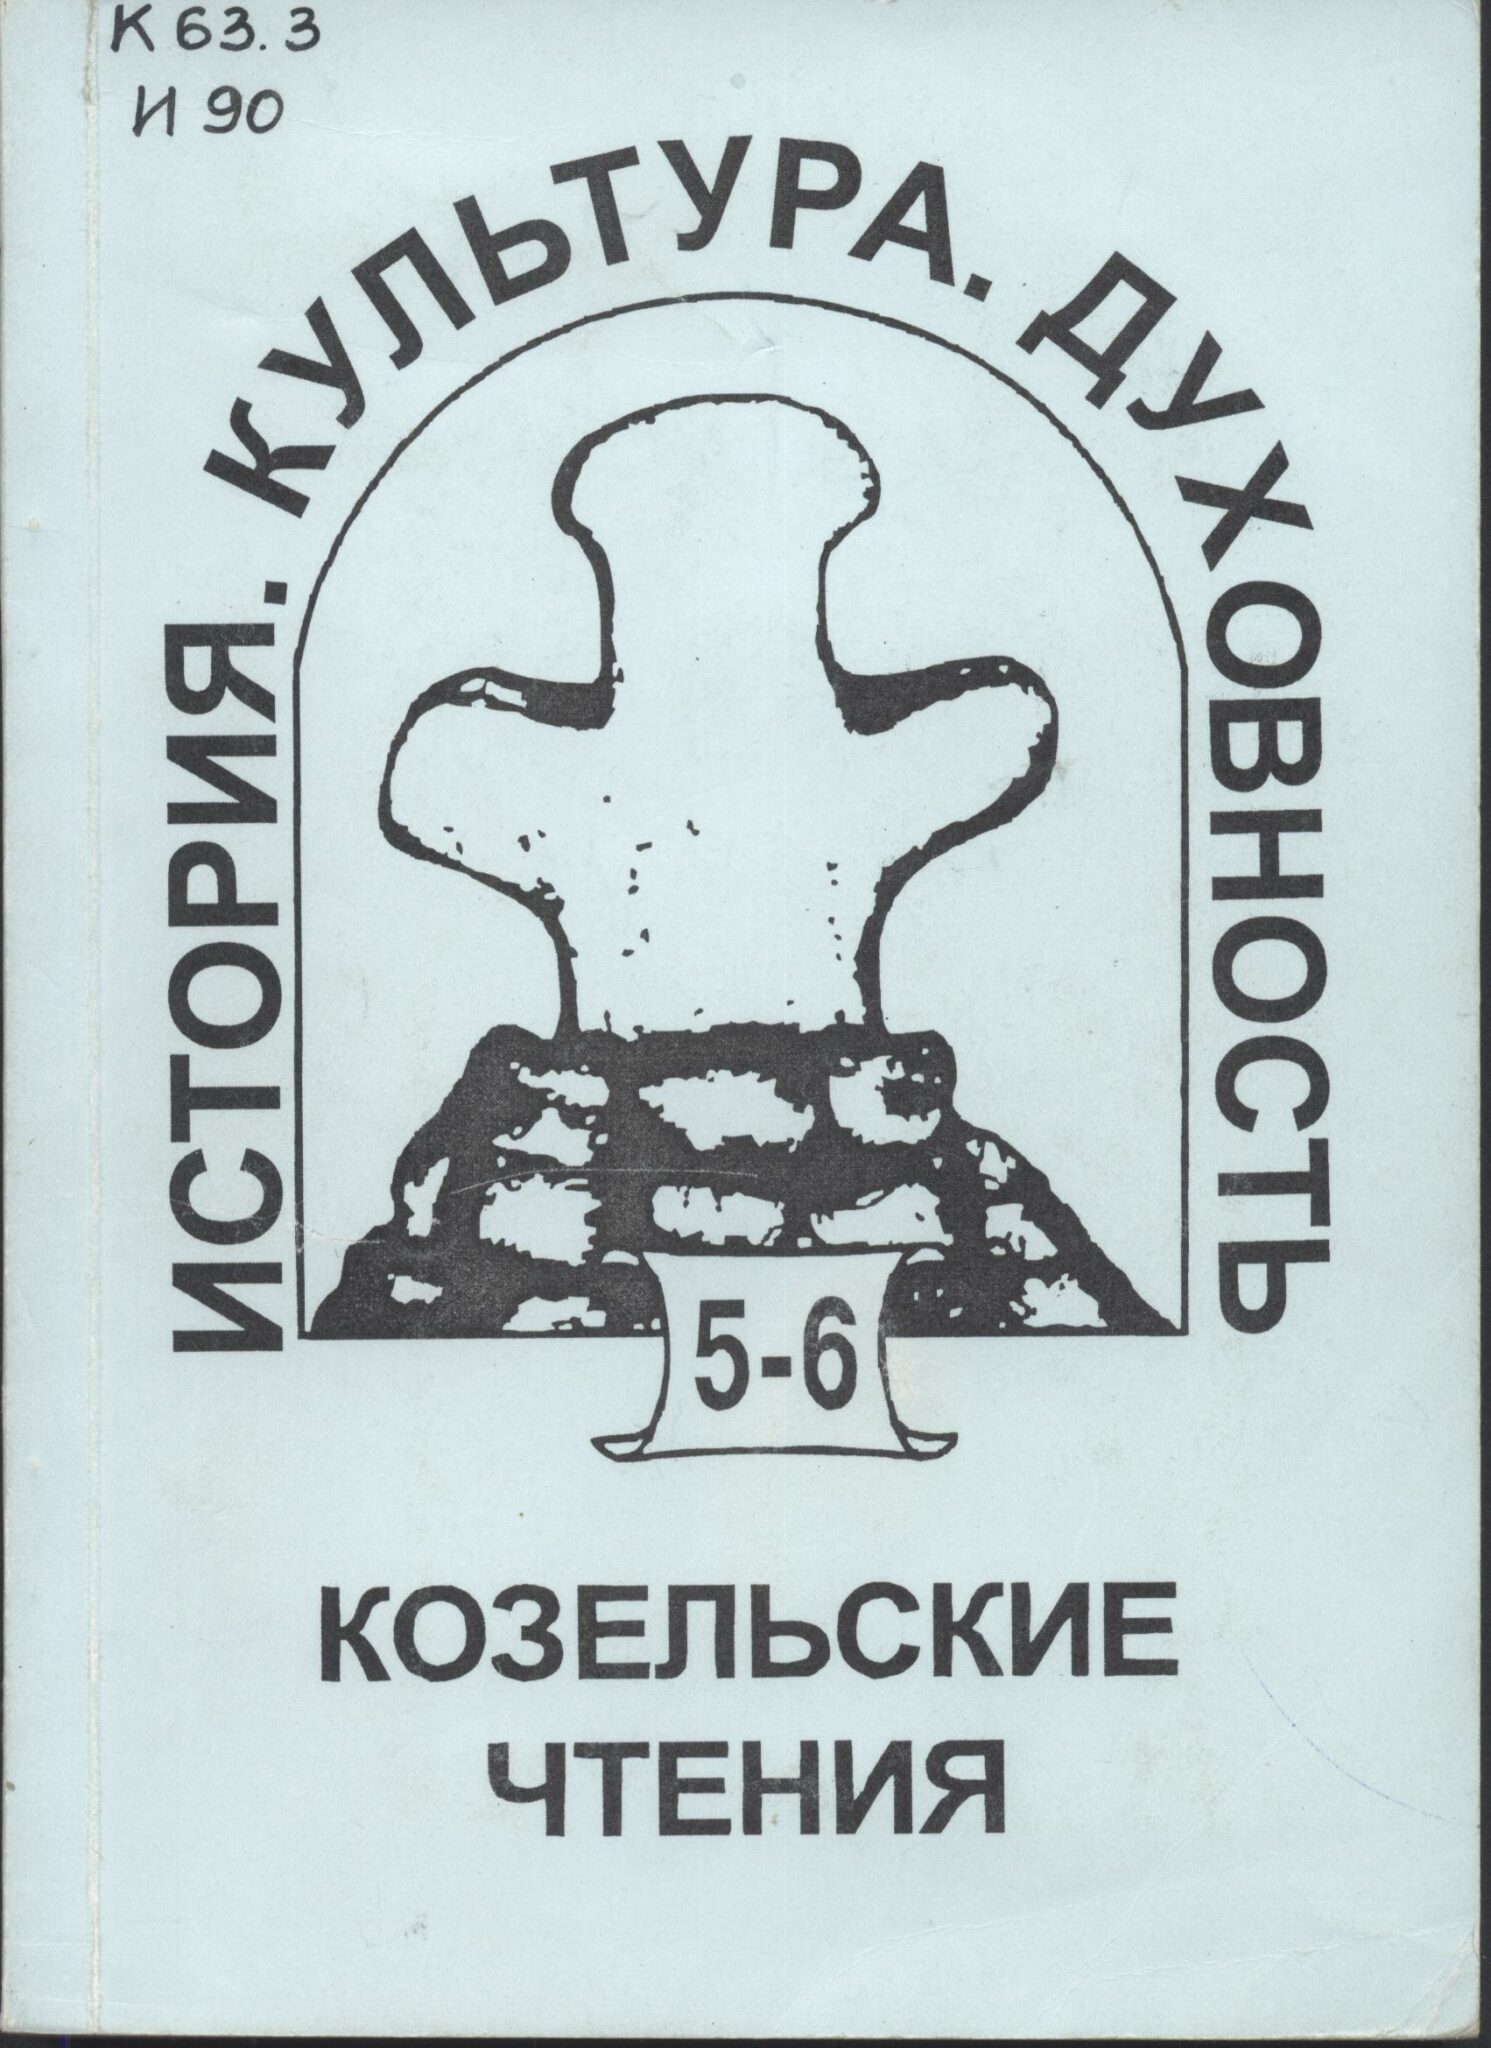 К 63.3
И 90
ИСТОРИЯ. КУЛЬТУРА. ДУХОВНОСТЬ
5-6
КОЗЕЛЬСКИЕ
ЧТЕНИЯ